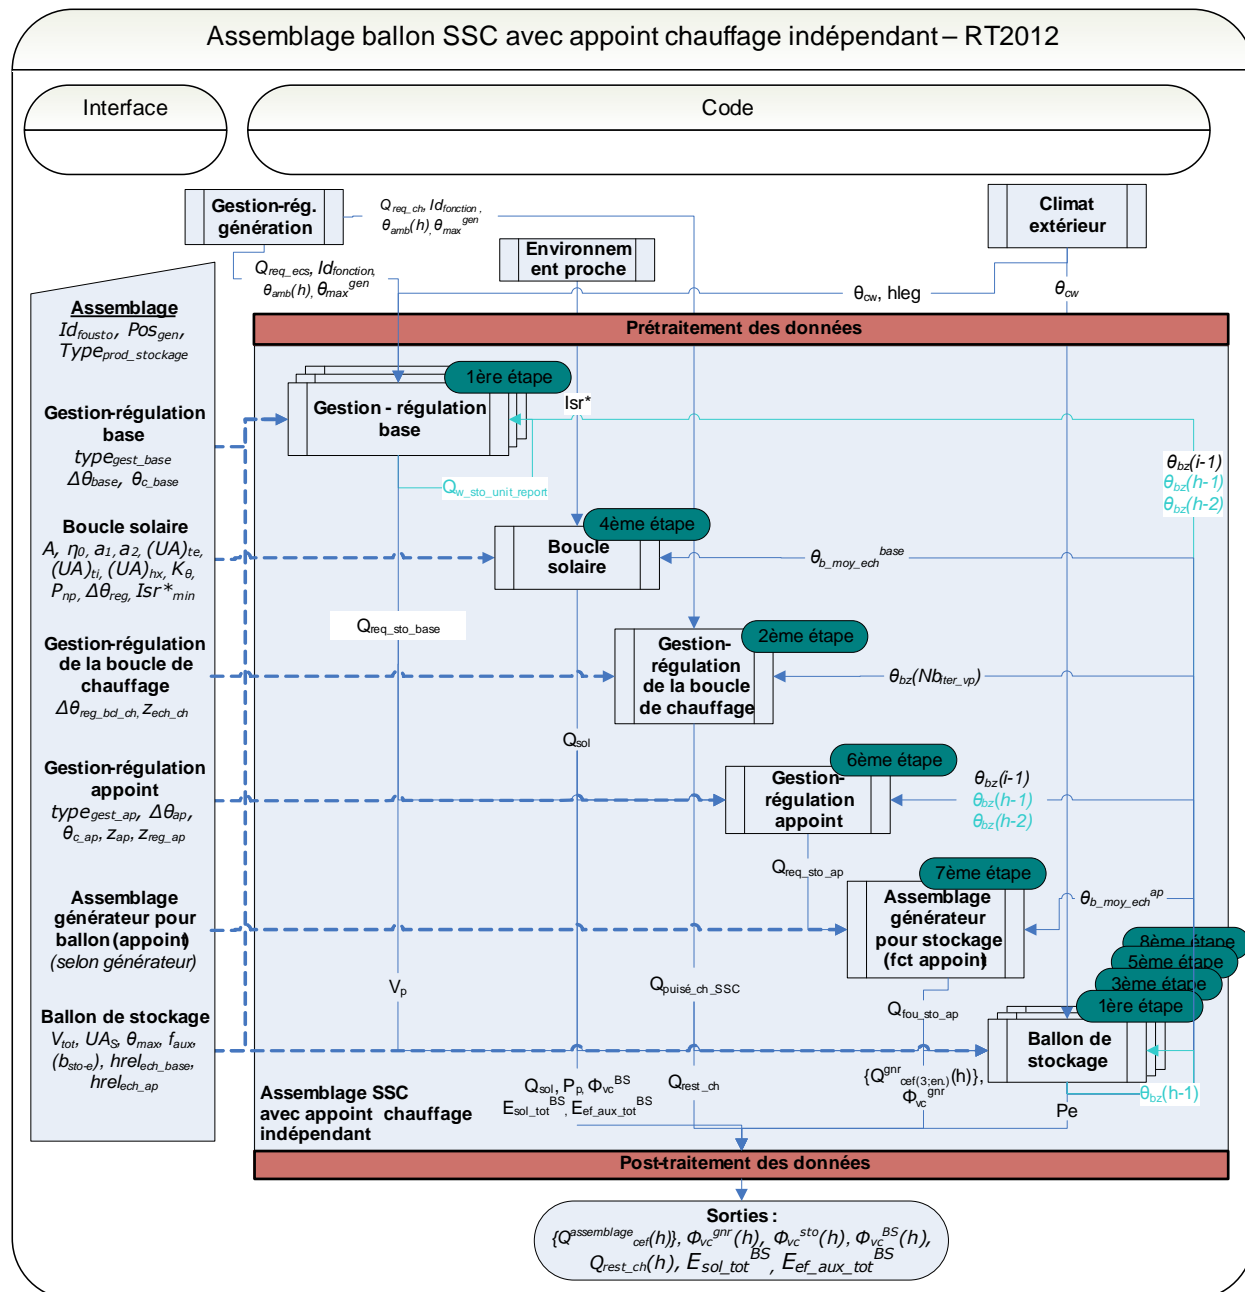 Assemblage ballon SSC avec appoint chauffage indépendant – RT2012
Interface
Code
Gestion-rég.
génération
Q_req_ch, Id_fonction,
θ_amb(h), θ_max^gen
Climat
extérieur
Environnem
ent proche
Q_req_ecs, Id_fonction,
θ_amb(h), θ_max^gen
θ_cw, hleg
θ_cw
Assemblage
Id_fousto, Pos_gen,
Type_prod_stockage
Gestion-régulation
base
type_gest_base
Δθ_base, θ_c_base
Boucle solaire
A, η_0, a_1, a_2, (UA)_te,
(UA)_ti, (UA)_hx, K_θ,
P_np, Δθ_reg, Isr*_min
Gestion-régulation
de la boucle de
chauffage
Δθ_reg_bcl_ch, z_ech_ch
Gestion-régulation
appoint
type_gest_ap, Δθ_ap,
θ_c_ap, z_ap, z_reg_ap
Assemblage
générateur pour
ballon (appoint)
(selon générateur)
Ballon de stockage
V_tot, UA_S, θ_max, f_aux,
(b_sto-e), hrel_ech_base,
hrel_ech_ap
Prétraitement des données
1ère étape
Gestion - régulation
base
Isr*
Q_w_sto_unit_report
θ_bz(i-1)
θ_bz(h-1)
θ_bz(h-2)
4ème étape
Boucle
solaire
θ_b_moy_ech^base
Q_req_sto_base
2ème étape
Gestion-
régulation
de la boucle
de chauffage
θ_bz(Nb_iter_vp)
Q_sol
6ème étape
Gestion-
régulation
appoint
θ_bz(i-1)
θ_bz(h-1)
θ_bz(h-2)
Q_req_sto_ap
7ème étape
Assemblage
générateur
pour stockage
(fct appoint)
θ_b_moy_ech^ap
8ème étape
5ème étape
3ème étape
1ère étape
Ballon de
stockage
V_p
Q_puisé_ch_SSC
Q_fou_sto_ap
Q_sol, P_p, Φ_vc^BS
E_sol_tot^BS, E_ef_aux_tot^BS
Q_rest_ch
{Q^gnr_cef(3;en.)(h)},
Φ_vc^gnr
θ_bz(h-1)
Pe
Assemblage SSC
avec appoint chauffage
indépendant
Post-traitement des données
Sorties :
{Q^assemblage_cef(h)}, Φ_vc^gnr(h), Φ_vc^sto(h), Φ_vc^BS(h),
Q_rest_ch(h), E_sol_tot^BS, E_ef_aux_tot^BS